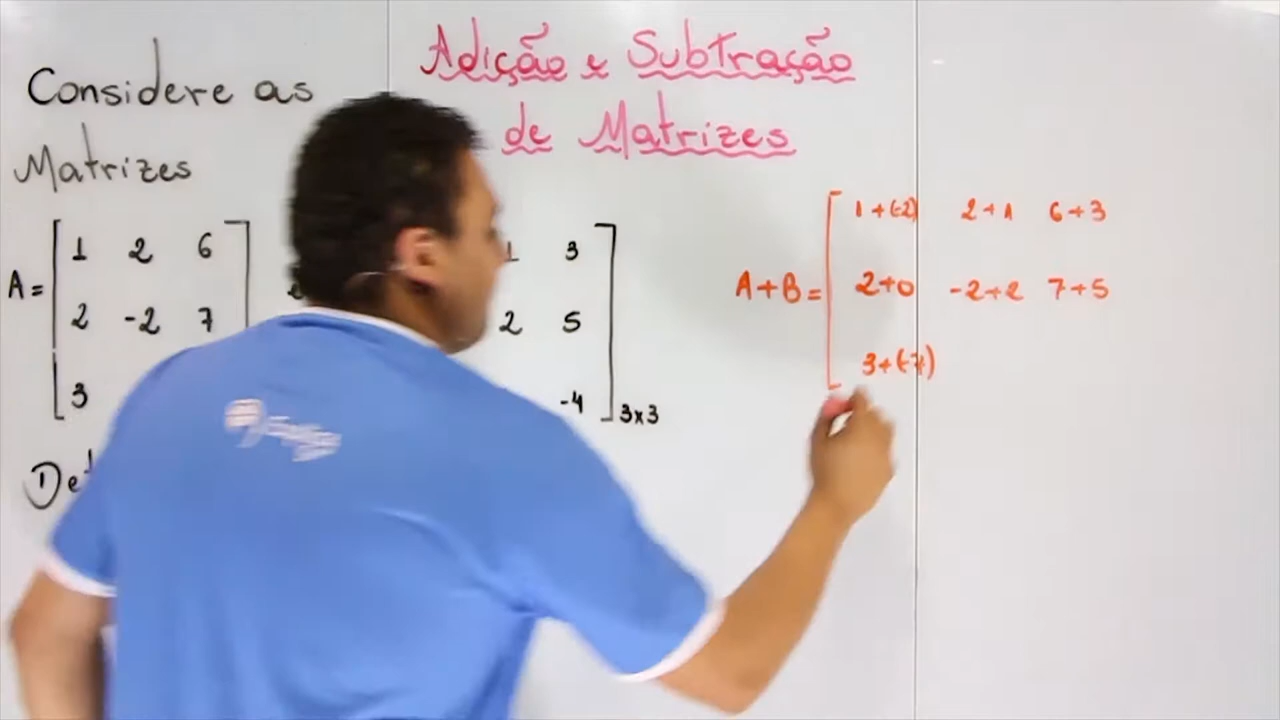 Adição e Subtração
de Matrizes
Considere as
Matrizes
A = 1 2 6
2 -2 7
3
1 3
2 5
-4 3x3
A+B = 1+(-2) 2+1 6+3
2+0 -2+2 7+5
3+(-7)